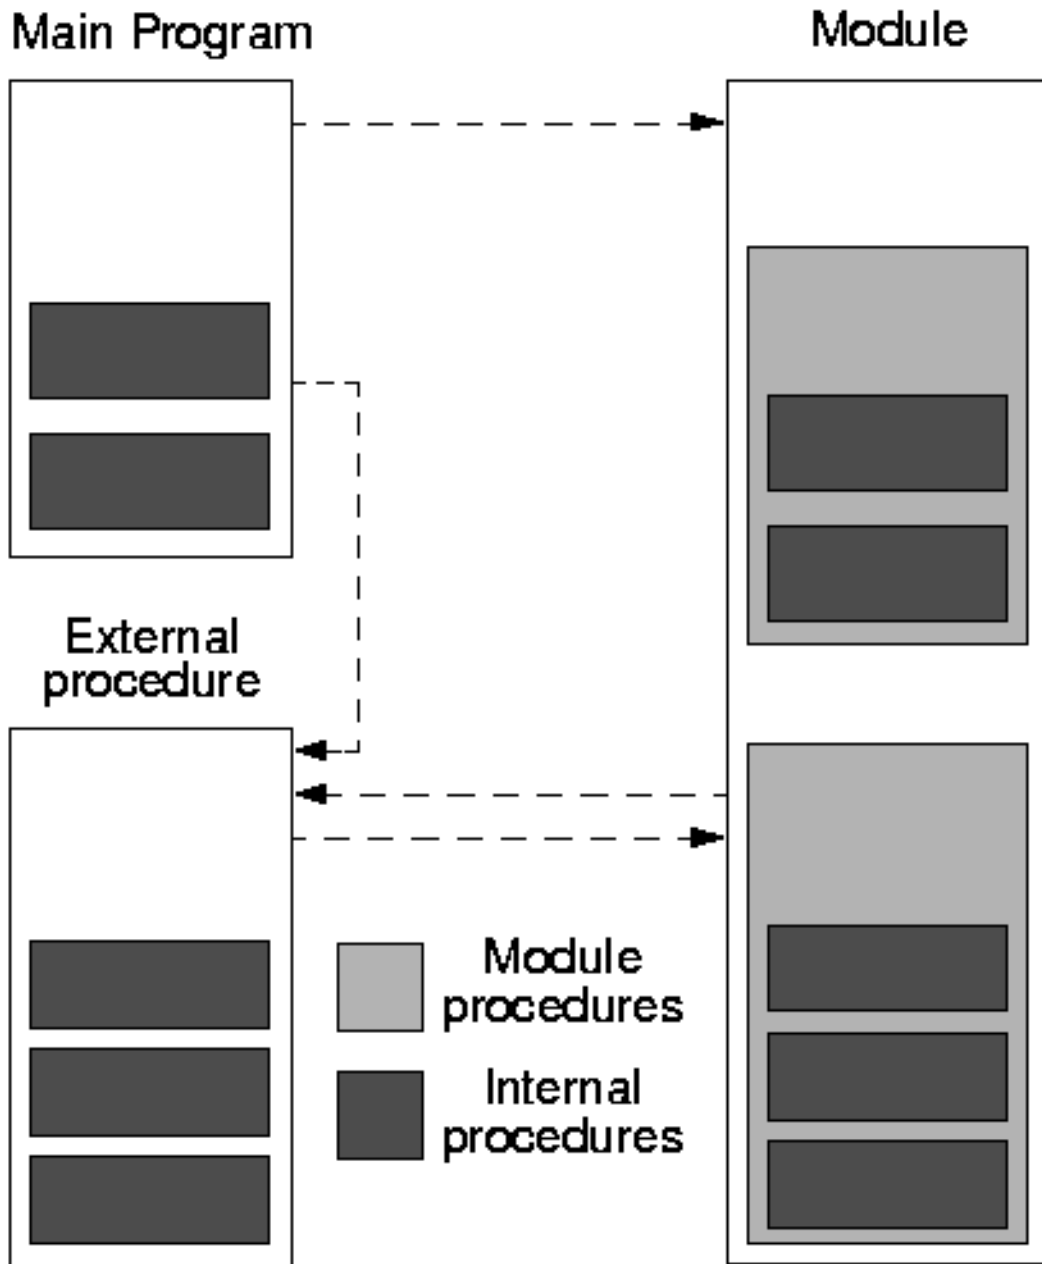 Main Program
Module
External
procedure
Module
procedures
Internal
procedures